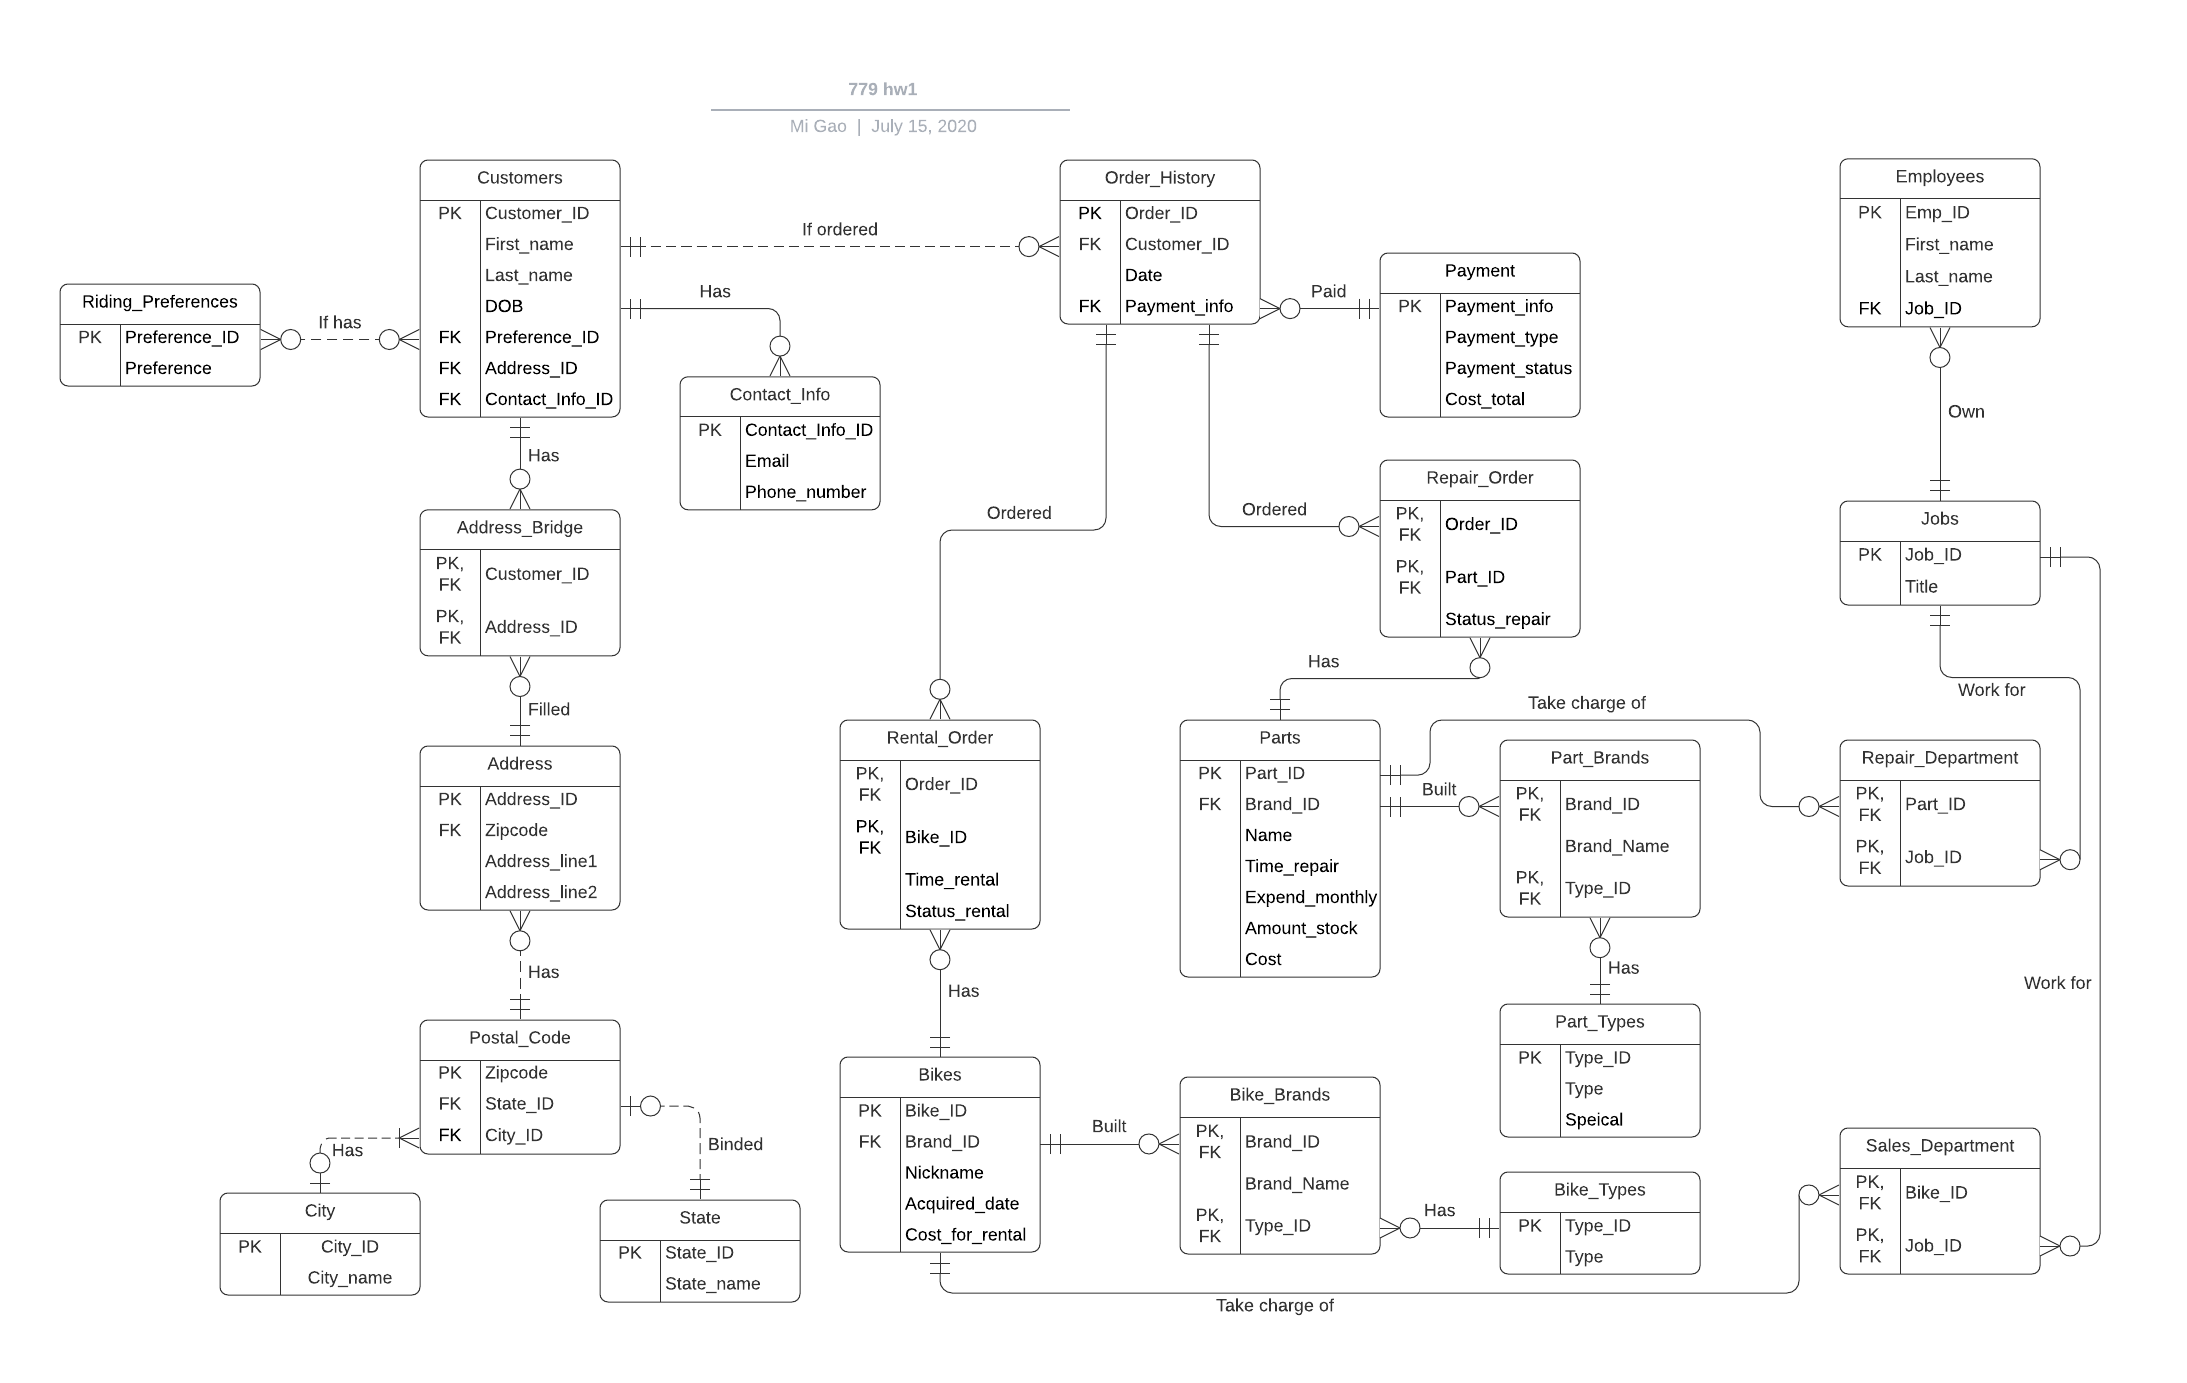 779 hw1
Mi Gao | July 15, 2020
Customers
PK Customer_ID
First_name
Last_name
DOB
FK Preference_ID
FK Address_ID
FK Contact_Info_ID
If ordered
Order_History
PK Order_ID
FK Customer_ID
Date
FK Payment_info
Employees
PK Emp_ID
First_name
Last_name
FK Job_ID
Riding_Preferences
PK Preference_ID
Preference
If has
Has
Contact_Info
PK Contact_Info_ID
Email
Phone_number
Paid
Payment
PK Payment_info
Payment_type
Payment_status
Cost_total
Own
Has
Address_Bridge
PK, FK Customer_ID
PK, FK Address_ID
Ordered
Ordered
Repair_Order
PK, FK Order_ID
PK, FK Part_ID
Status_repair
Jobs
PK Job_ID
Title
Has
Work for
Take charge of
Filled
Address
PK Address_ID
FK Zipcode
Address_line1
Address_line2
Rental_Order
PK, FK Order_ID
PK, FK Bike_ID
Time_rental
Status_rental
Parts
PK Part_ID
FK Brand_ID
Name
Time_repair
Expend_monthly
Amount_stock
Cost
Built
Part_Brands
PK, FK Brand_ID
Brand_Name
PK, FK Type_ID
Repair_Department
PK, FK Part_ID
PK, FK Job_ID
Has
Has
Has
Work for
Postal_Code
PK Zipcode
FK State_ID
FK City_ID
Part_Types
PK Type_ID
Type
Speical
Bikes
PK Bike_ID
FK Brand_ID
Nickname
Acquired_date
Cost_for_rental
Built
Bike_Brands
PK, FK Brand_ID
Brand_Name
PK, FK Type_ID
Has
Bike_Types
PK Type_ID
Type
Sales_Department
PK, FK Bike_ID
PK, FK Job_ID
Has
Binded
City
PK City_ID
City_name
State
PK State_ID
State_name
Take charge of